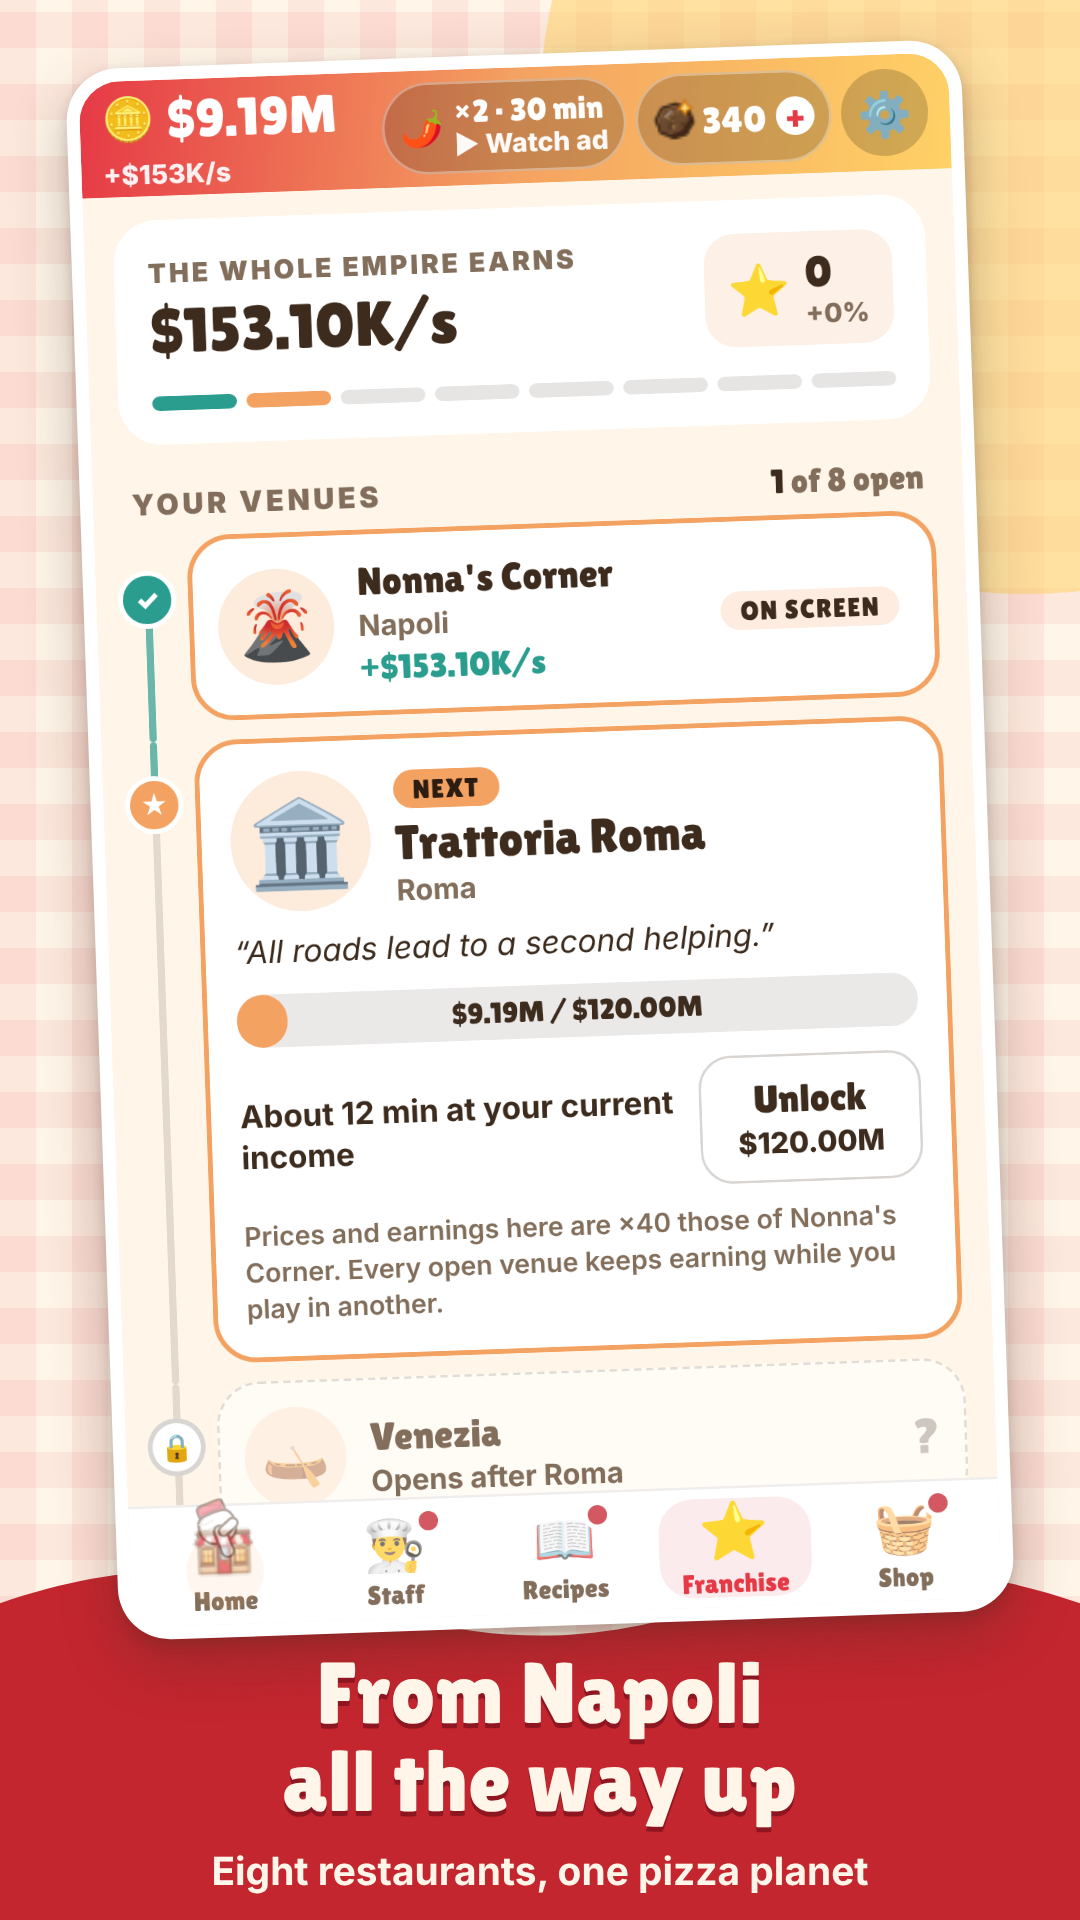 $9.19M
+$153K/s
×2 · 30 min
▶ Watch ad
340 +
THE WHOLE EMPIRE EARNS
$153.10K/s
0
+0%
YOUR VENUES
1 of 8 open
Nonna's Corner
Napoli
+$153.10K/s
ON SCREEN
NEXT
Trattoria Roma
Roma
“All roads lead to a second helping.”
$9.19M / $120.00M
About 12 min at your current
income
Unlock
$120.00M
Prices and earnings here are ×40 those of Nonna's
Corner. Every open venue keeps earning while you
play in another.
Venezia
Opens after Roma
?
Home
Staff
Recipes
Franchise
Shop
From Napoli
all the way up
Eight restaurants, one pizza planet